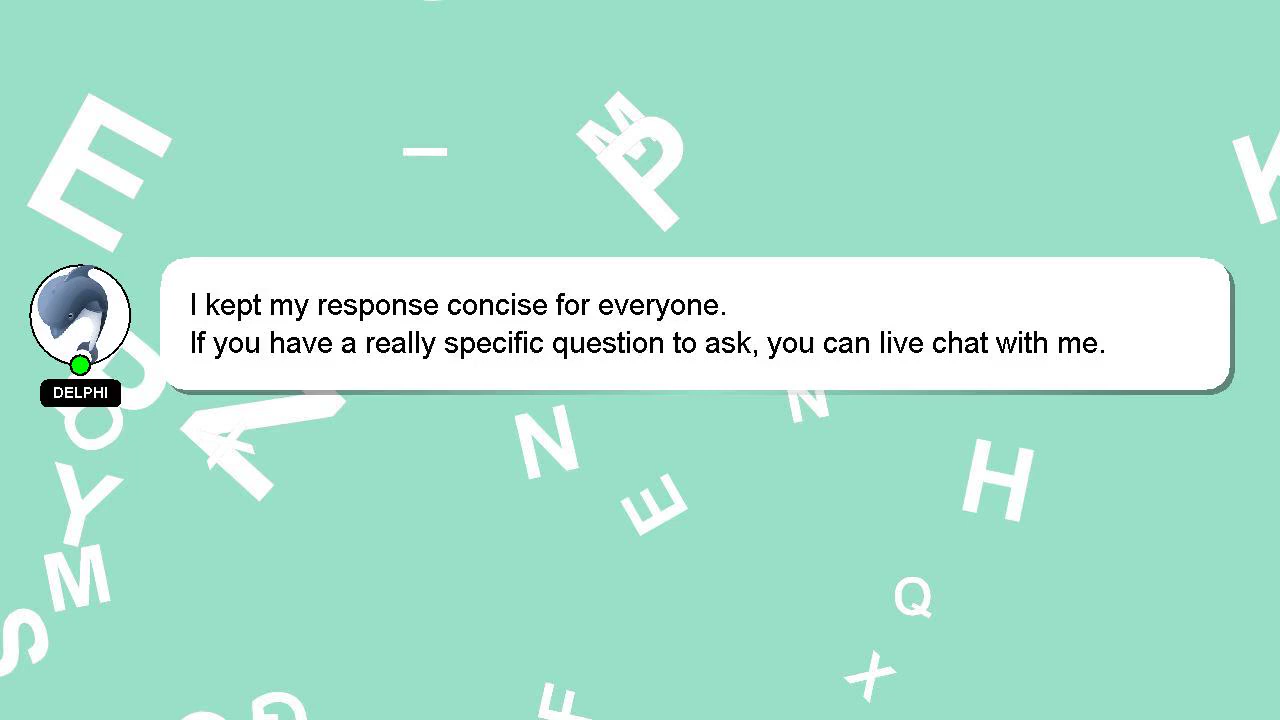 E
I
M
P
K
I kept my response concise for everyone.
If you have a really specific question to ask, you can live chat with me.
DELPHI
N
N
Y
E
H
M
Q
S
X
G
F